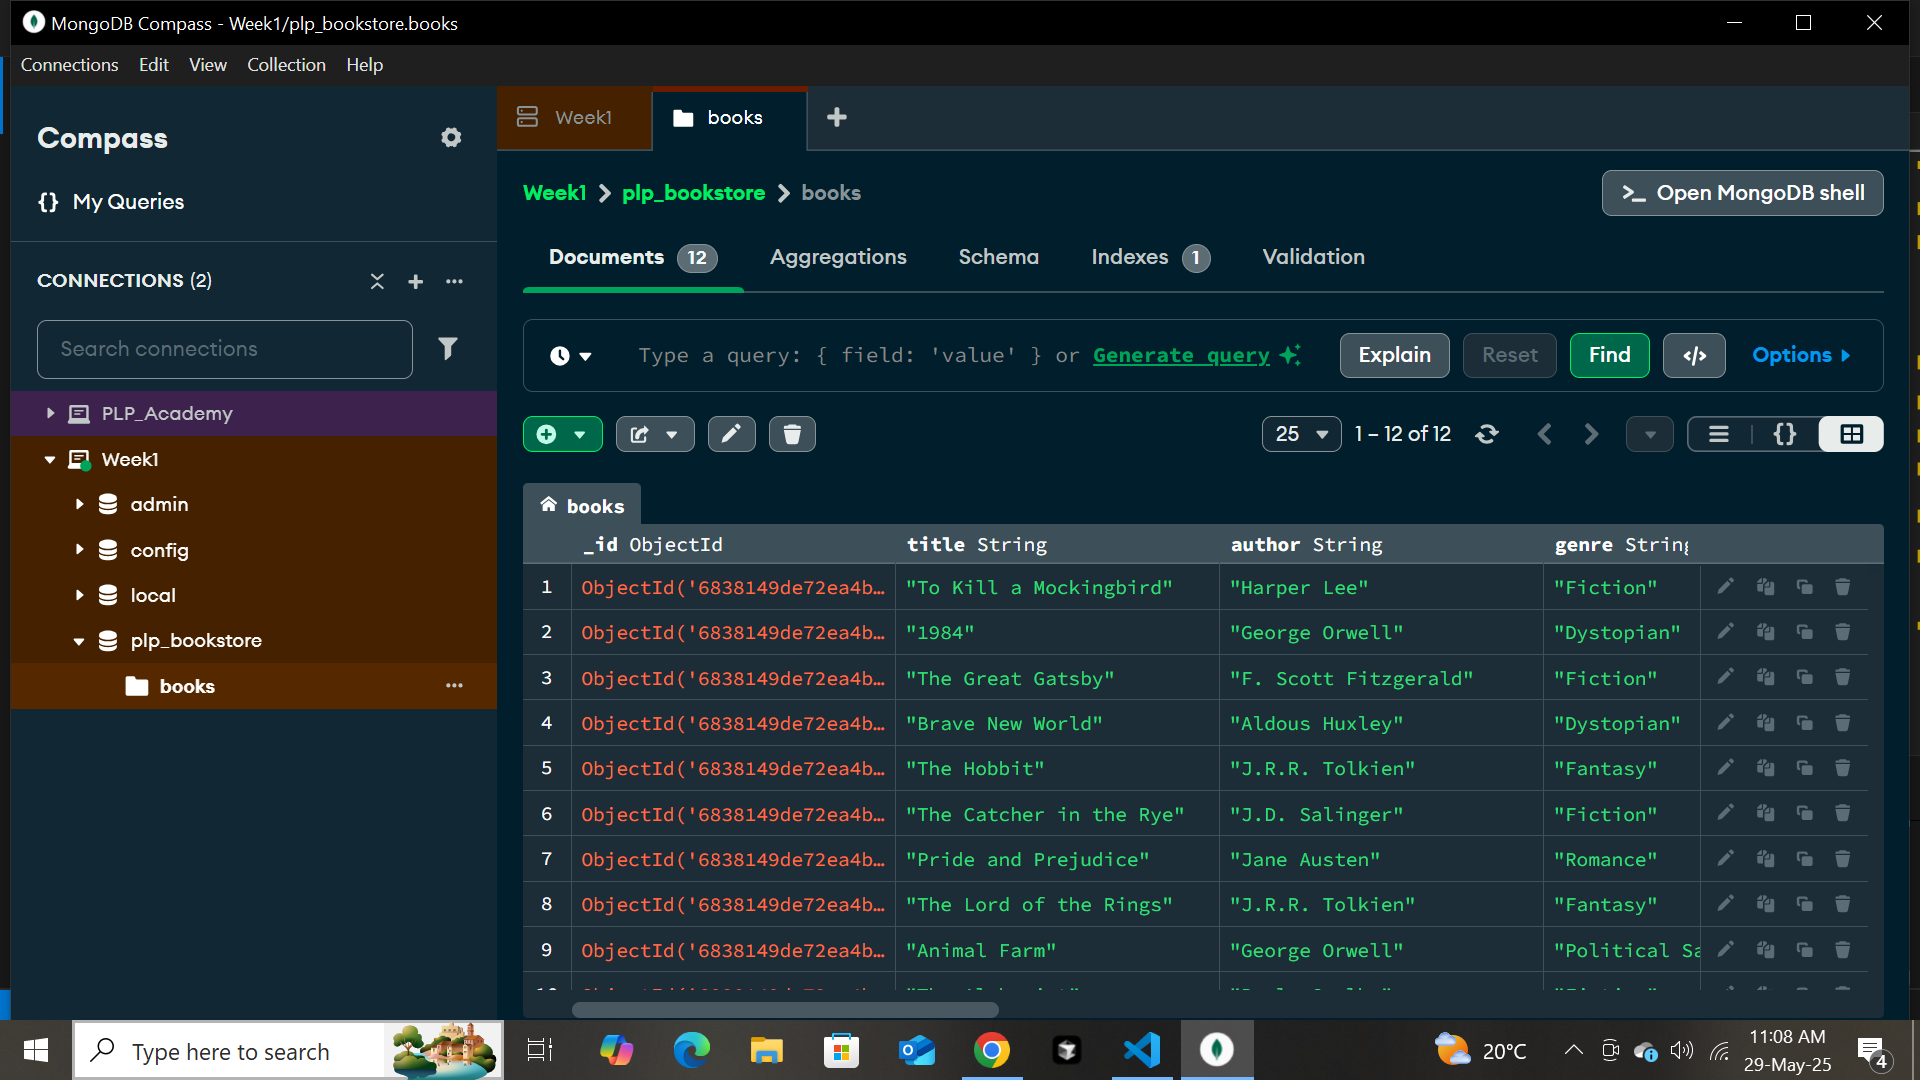 MongoDB Compass - Week1/plp_bookstore.books
Connections Edit View Collection Help
Compass
{} My Queries
CONNECTIONS (2)
Search connections
PLP_Academy
Week1
admin
config
local
plp_bookstore
books
Week1 books
Week1 plp_bookstore books
>_ Open MongoDB shell
Documents 12 Aggregations Schema Indexes 1 Validation
Type a query: { field: 'value' } or Generate query
Explain Reset Find </> Options
25 1 – 12 of 12 {}
books
_id ObjectId title String author String genre String
1 ObjectId('6838149de72ea4b… "To Kill a Mockingbird" "Harper Lee" "Fiction"
2 ObjectId('6838149de72ea4b… "1984" "George Orwell" "Dystopian"
3 ObjectId('6838149de72ea4b… "The Great Gatsby" "F. Scott Fitzgerald" "Fiction"
4 ObjectId('6838149de72ea4b… "Brave New World" "Aldous Huxley" "Dystopian"
5 ObjectId('6838149de72ea4b… "The Hobbit" "J.R.R. Tolkien" "Fantasy"
6 ObjectId('6838149de72ea4b… "The Catcher in the Rye" "J.D. Salinger" "Fiction"
7 ObjectId('6838149de72ea4b… "Pride and Prejudice" "Jane Austen" "Romance"
8 ObjectId('6838149de72ea4b… "The Lord of the Rings" "J.R.R. Tolkien" "Fantasy"
9 ObjectId('6838149de72ea4b… "Animal Farm" "George Orwell" "Political Sa
Type here to search
20°C
11:08 AM
29-May-25
4